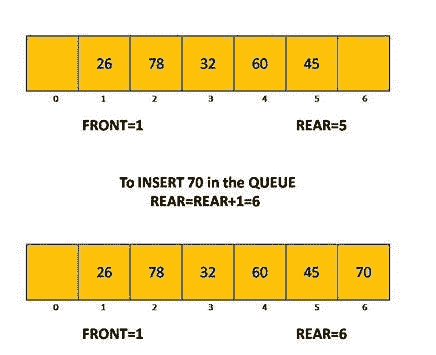 26 78 32 60 45
0 1 2 3 4 5 6
FRONT=1 REAR=5
To INSERT 70 in the QUEUE
REAR=REAR+1=6
26 78 32 60 45 70
0 1 2 3 4 5 6
FRONT=1 REAR=6